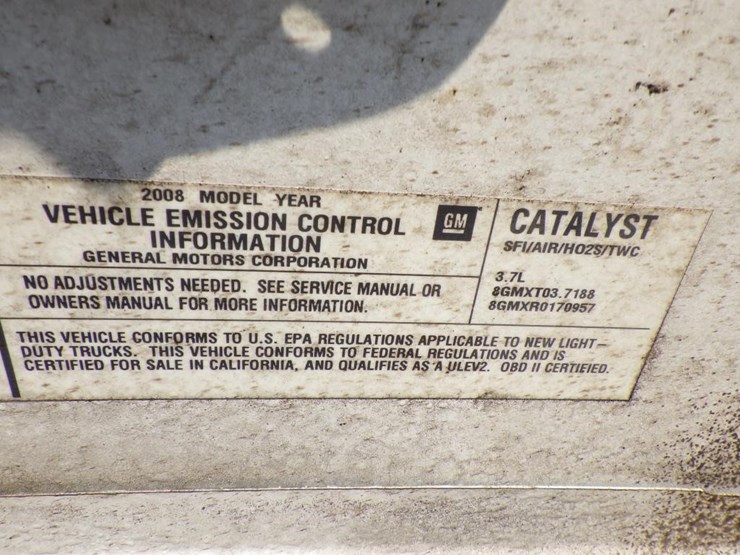 2008 MODEL YEAR
VEHICLE EMISSION CONTROL
INFORMATION
GENERAL MOTORS CORPORATION
GM
CATALYST
SFI/AIR/HO2S/TWC
NO ADJUSTMENTS NEEDED. SEE SERVICE MANUAL OR
OWNERS MANUAL FOR MORE INFORMATION.
3.7L
8GMXT03.7188
8GMXR0170957
THIS VEHICLE CONFORMS TO U.S. EPA REGULATIONS APPLICABLE TO NEW LIGHT-
DUTY TRUCKS. THIS VEHICLE CONFORMS TO FEDERAL REGULATIONS AND IS
CERTIFIED FOR SALE IN CALIFORNIA, AND QUALIFIES AS A ULEV2. OBD II CERTIFIED.